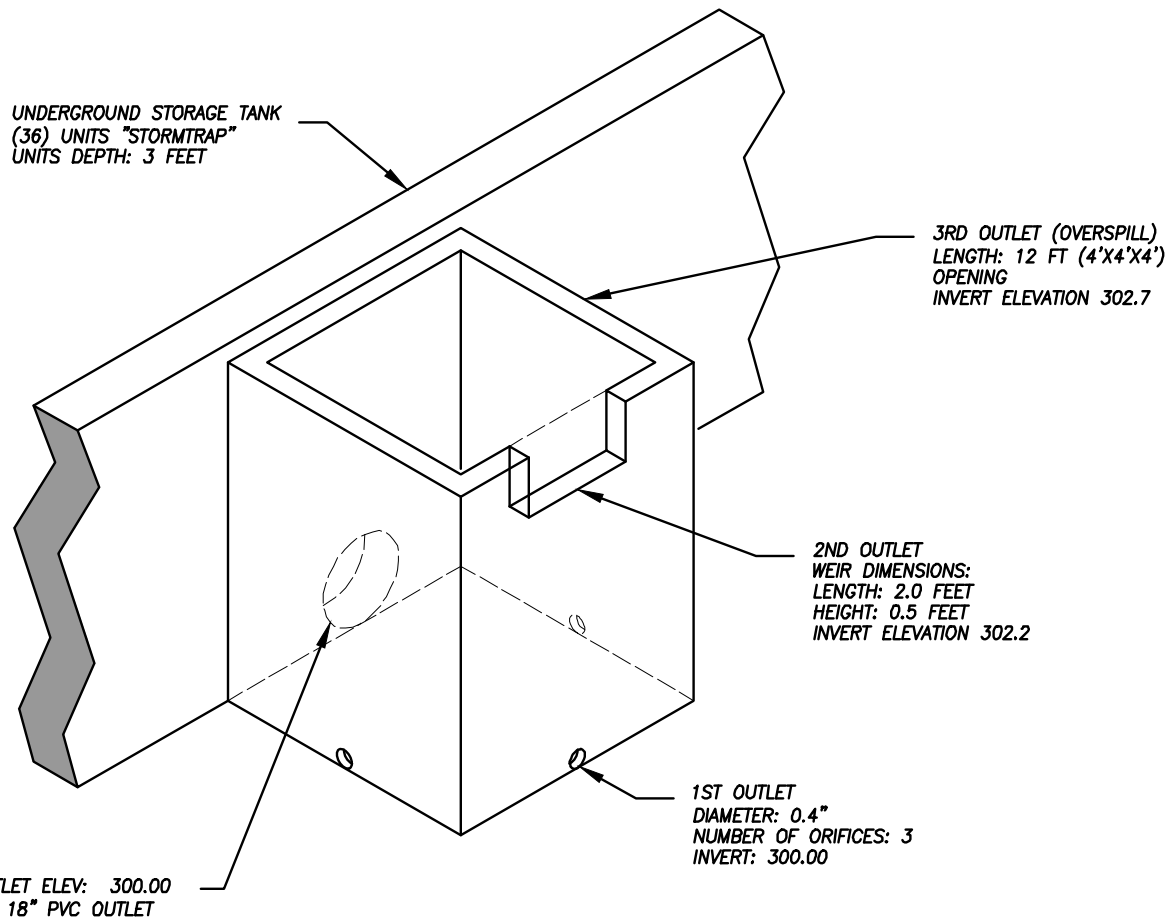 UNDERGROUND STORAGE TANK
(36) UNITS "STORMTRAP"
UNITS DEPTH: 3 FEET
3RD OUTLET (OVERSPILL)
LENGTH: 12 FT (4'X4'X4')
OPENING
INVERT ELEVATION 302.7
2ND OUTLET
WEIR DIMENSIONS:
LENGTH: 2.0 FEET
HEIGHT: 0.5 FEET
INVERT ELEVATION 302.2
1ST OUTLET
DIAMETER: 0.4"
NUMBER OF ORIFICES: 3
INVERT: 300.00
ELEV: 300.00
18" PVC OUTLET